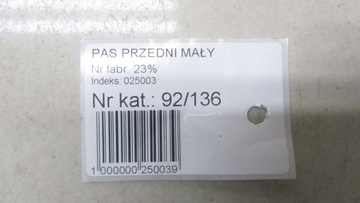 PAS PRZEDNI MAŁY
Nr fabr. 23%
Indeks: 025003
Nr kat.: 92/136
1 000000 250039